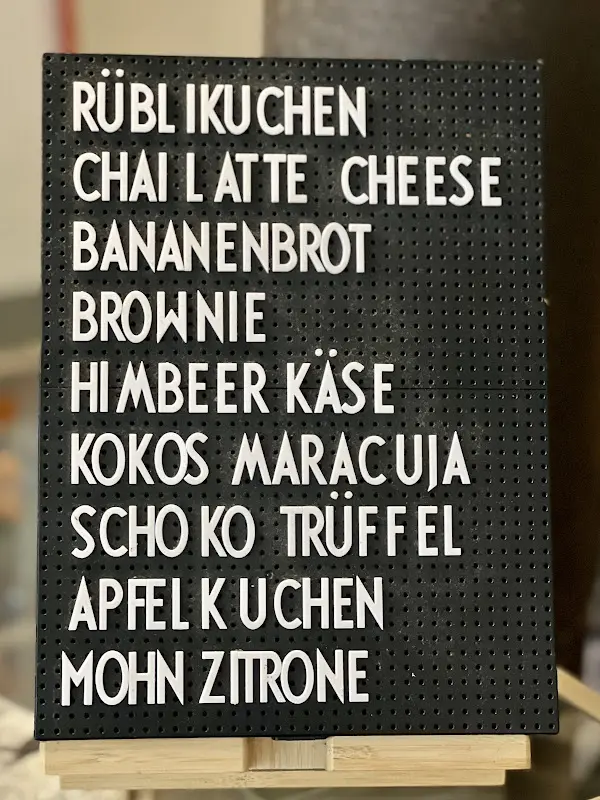 RÜBLIKUCHEN
CHAI LATTE CHEESE
BANANENBROT
BROWNIE
HIMBEER KÄSE
KOKOS MARACUJA
SCHOKO TRÜFFEL
APFELKUCHEN
MOHN ZITRONE